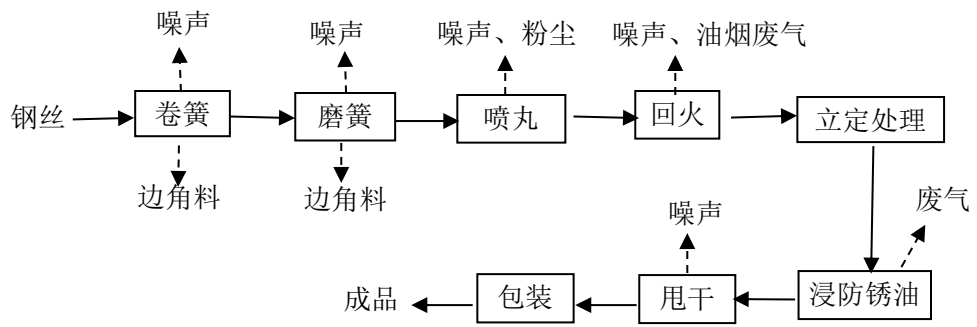 噪声
噪声
噪声、粉尘
噪声、油烟废气
钢丝
卷簧
磨簧
喷丸
回火
立定处理
边角料
边角料
噪声
废气
成品
包装
甩干
浸防锈油